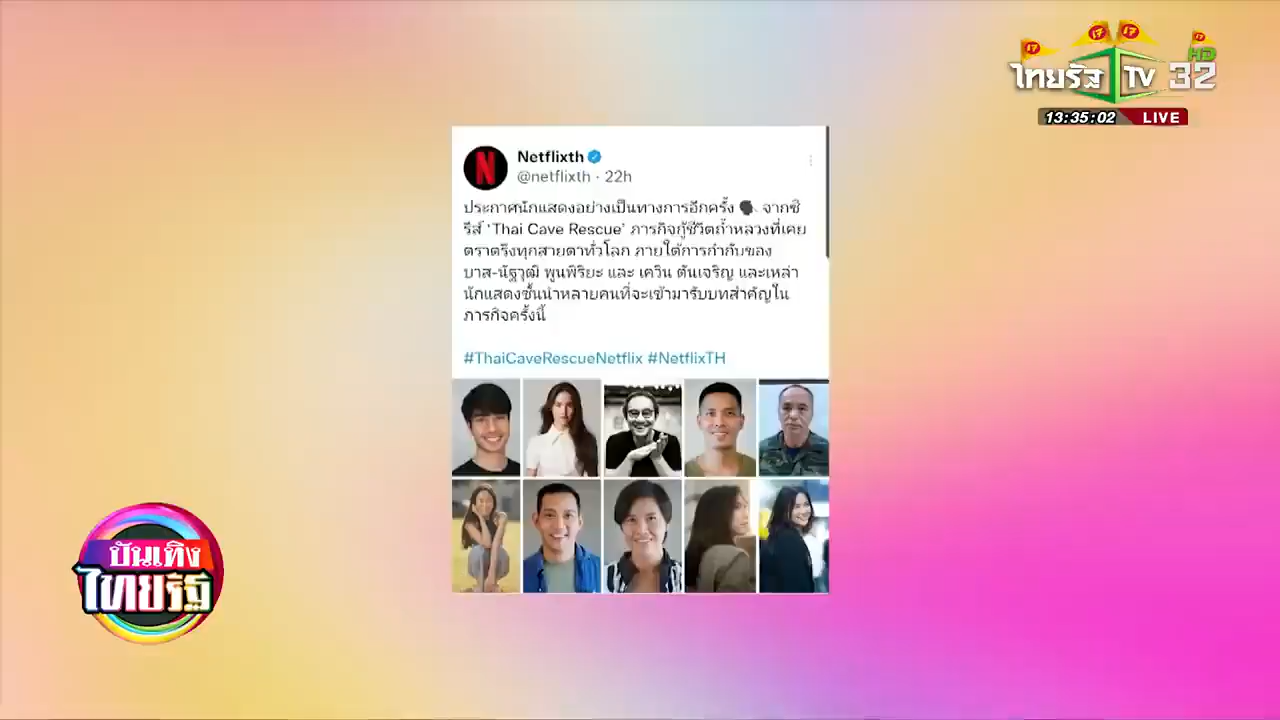 17 17 17 17
ไทยรัฐ TV 32 HD
13:35:02 LIVE
N Netflixth
@netflixth · 22h
ประกาศนักแสดงอย่างเป็นทางการอีกครั้ง 🗣 จากซี
รีส์ ‘Thai Cave Rescue’ ภารกิจกู้ชีวิตถ้ำหลวงที่เคย
ตราตรึงทุกสายตาทั่วโลก ภายใต้การกำกับของ
บาส-นัฐวุฒิ พูนพิริยะ และ เควิน ตันเจริญ และเหล่า
นักแสดงชั้นนำหลายคนที่จะเข้ามารับบทสำคัญใน
ภารกิจครั้งนี้
#ThaiCaveRescueNetflix #NetflixTH
บันเทิง
ไทยรัฐ